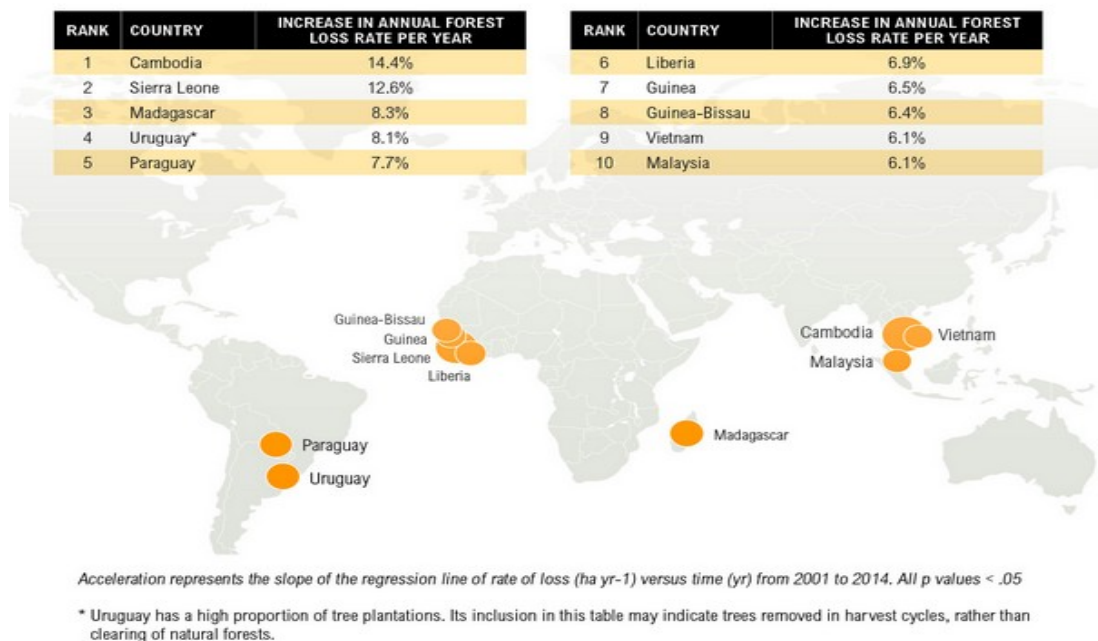 RANK COUNTRY INCREASE IN ANNUAL FOREST
LOSS RATE PER YEAR
1 Cambodia 14.4%
2 Sierra Leone 12.6%
3 Madagascar 8.3%
4 Uruguay* 8.1%
5 Paraguay 7.7%
RANK COUNTRY INCREASE IN ANNUAL FOREST
LOSS RATE PER YEAR
6 Liberia 6.9%
7 Guinea 6.5%
8 Guinea-Bissau 6.4%
9 Vietnam 6.1%
10 Malaysia 6.1%
Guinea-Bissau
Guinea
Sierra Leone
Liberia
Cambodia
Vietnam
Malaysia
Madagascar
Paraguay
Uruguay
Acceleration represents the slope of the regression line of rate of loss (ha yr-1) versus time (yr) from 2001 to 2014. All p values < .05
* Uruguay has a high proportion of tree plantations. Its inclusion in this table may indicate trees removed in harvest cycles, rather than
clearing of natural forests.